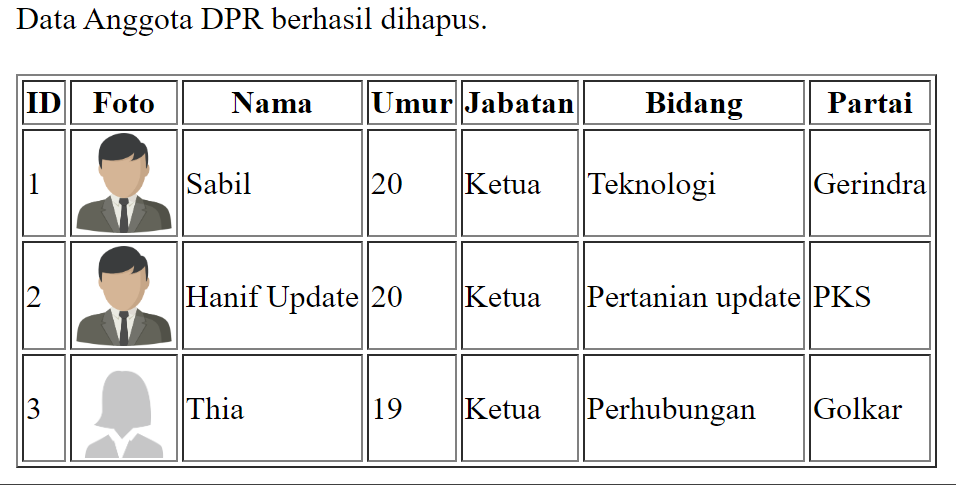 Data Anggota DPR berhasil dihapus.
ID Foto Nama Umur Jabatan Bidang Partai
1 Sabil 20 Ketua Teknologi Gerindra
2 Hanif Update 20 Ketua Pertanian update PKS
3 Thia 19 Ketua Perhubungan Golkar